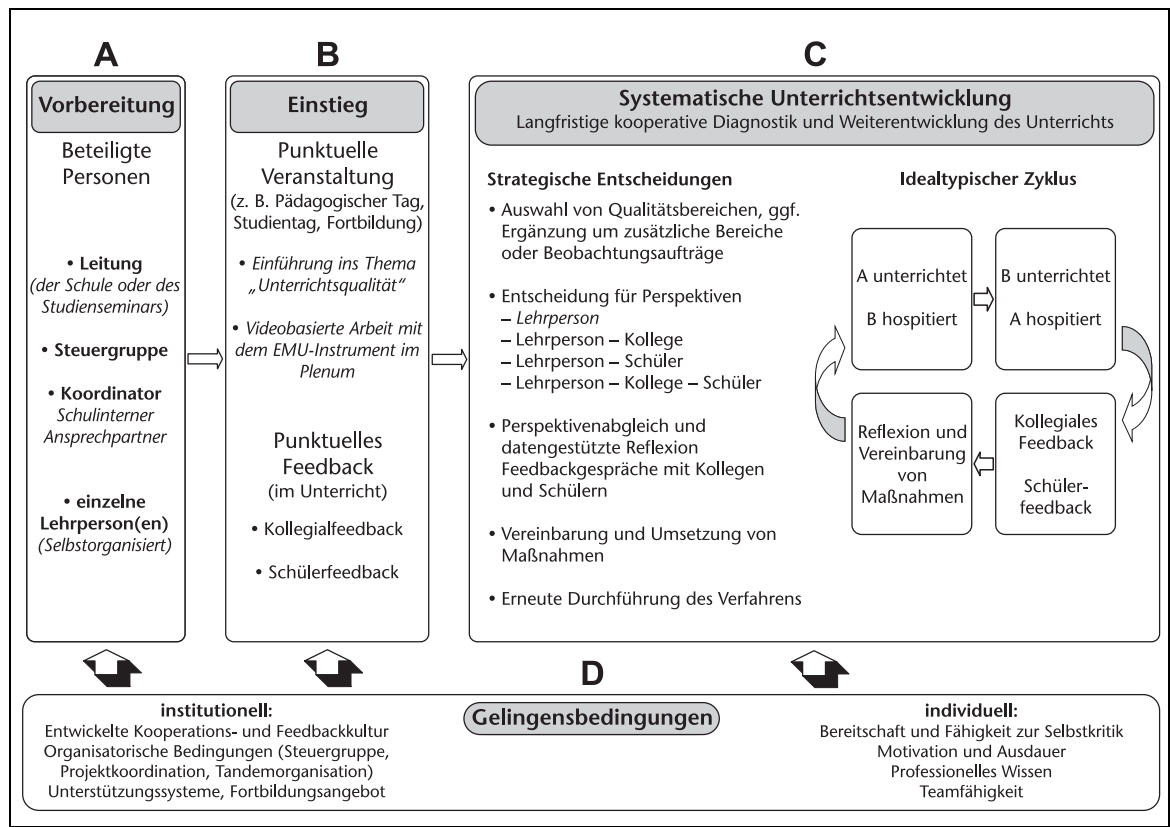 A
Vorbereitung
Beteiligte
Personen
• Leitung
(der Schule oder des
Studienseminars)
• Steuergruppe
• Koordinator
Schulinterner
Ansprechpartner
• einzelne
Lehrperson(en)
(Selbstorganisiert)
B
Einstieg
Punktuelle
Veranstaltung
(z. B. Pädagogischer Tag,
Studientag, Fortbildung)
• Einführung ins Thema
„Unterrichtsqualität“
• Videobasierte Arbeit mit
dem EMU-Instrument im
Plenum
Punktuelles
Feedback
(im Unterricht)
• Kollegialfeedback
• Schülerfeedback
C
Systematische Unterrichtsentwicklung
Langfristige kooperative Diagnostik und Weiterentwicklung des Unterrichts
Strategische Entscheidungen
• Auswahl von Qualitätsbereichen, ggf.
Ergänzung um zusätzliche Bereiche
oder Beobachtungsaufträge
• Entscheidung für Perspektiven
– Lehrperson
– Lehrperson – Kollege
– Lehrperson – Schüler
– Lehrperson – Kollege – Schüler
• Perspektivenabgleich und
datengestützte Reflexion
Feedbackgespräche mit Kollegen
und Schülern
• Vereinbarung und Umsetzung von
Maßnahmen
• Erneute Durchführung des Verfahrens
Idealtypischer Zyklus
A unterrichtet
B hospitiert
B unterrichtet
A hospitiert
Kollegiales
Feedback
Schüler-
feedback
Reflexion und
Vereinbarung
von
Maßnahmen
D
Gelingensbedingungen
institutionell:
Entwickelte Kooperations- und Feedbackkultur
Organisatorische Bedingungen (Steuergruppe,
Projektkoordination, Tandemorganisation)
Unterstützungssysteme, Fortbildungsangebot
individuell:
Bereitschaft und Fähigkeit zur Selbstkritik
Motivation und Ausdauer
Professionelles Wissen
Teamfähigkeit